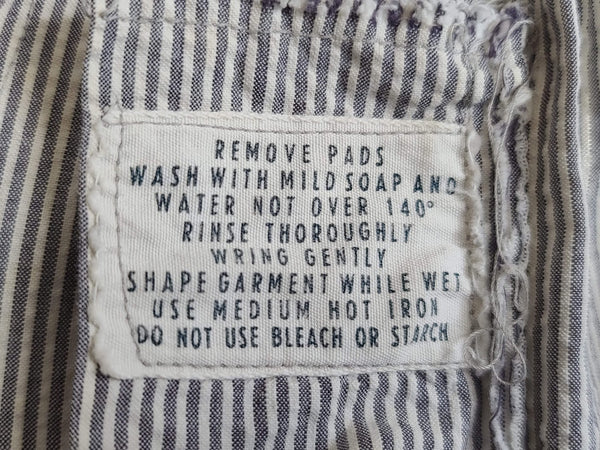 REMOVE PADS
WASH WITH MILD SOAP AND
WATER NOT OVER 140°
RINSE THOROUGHLY
WRING GENTLY
SHAPE GARMENT WHILE WET
USE MEDIUM HOT IRON
DO NOT USE BLEACH OR STARCH